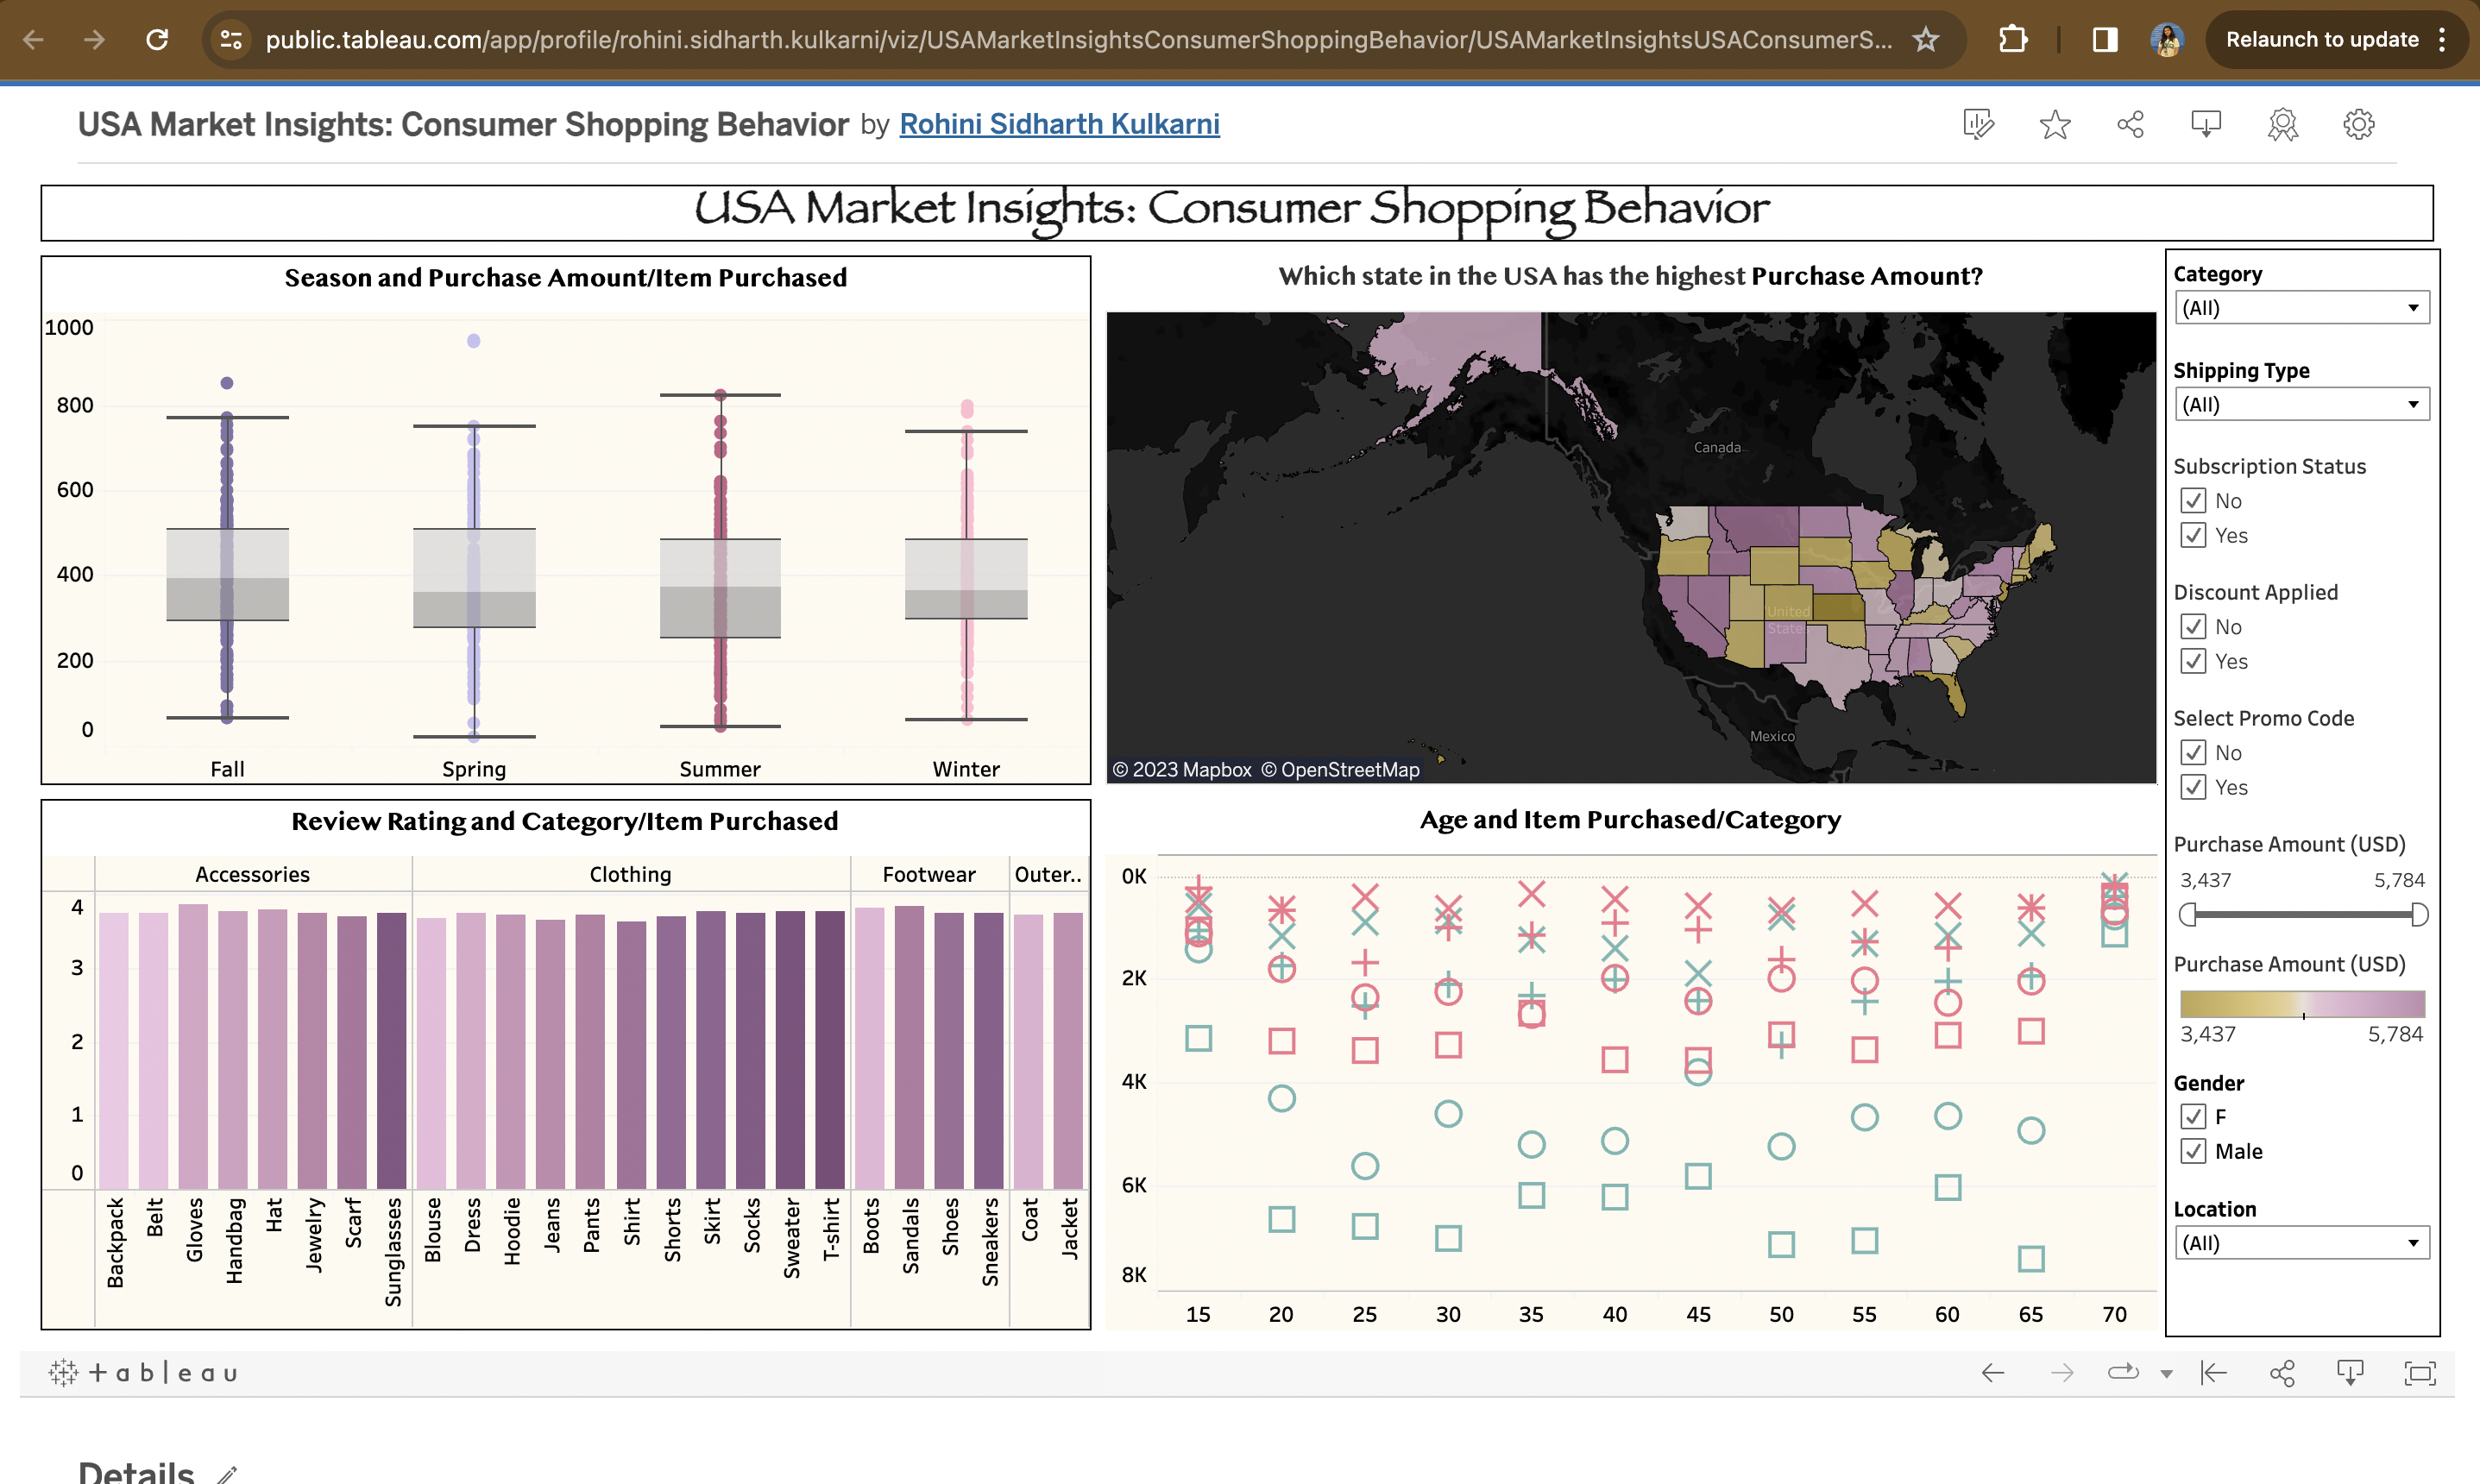 public.tableau.com/app/profile/rohini.sidharth.kulkarni/viz/USAMarketInsightsConsumerShoppingBehavior/USAMarketInsightsUSAConsumerS...
Relaunch to update
USA Market Insights: Consumer Shopping Behavior by Rohini Sidharth Kulkarni
USA Market Insights: Consumer Shopping Behavior
Season and Purchase Amount/Item Purchased
1000
800
600
400
200
0
Fall Spring Summer Winter
Which state in the USA has the highest Purchase Amount?
Canada
United
States
Mexico
© 2023 Mapbox © OpenStreetMap
Review Rating and Category/Item Purchased
Accessories Clothing Footwear Outer..
4
3
2
1
0
Backpack Belt Gloves Handbag Hat Jewelry Scarf Sunglasses Blouse Dress Hoodie Jeans Pants Shirt Shorts Skirt Socks Sweater T-shirt Boots Sandals Shoes Sneakers Coat Jacket
Age and Item Purchased/Category
0K
2K
4K
6K
8K
15 20 25 30 35 40 45 50 55 60 65 70
Category
(All)
Shipping Type
(All)
Subscription Status
No
Yes
Discount Applied
No
Yes
Select Promo Code
No
Yes
Purchase Amount (USD)
3,437 5,784
Purchase Amount (USD)
3,437 5,784
Gender
F
Male
Location
(All)
+ableau
Details